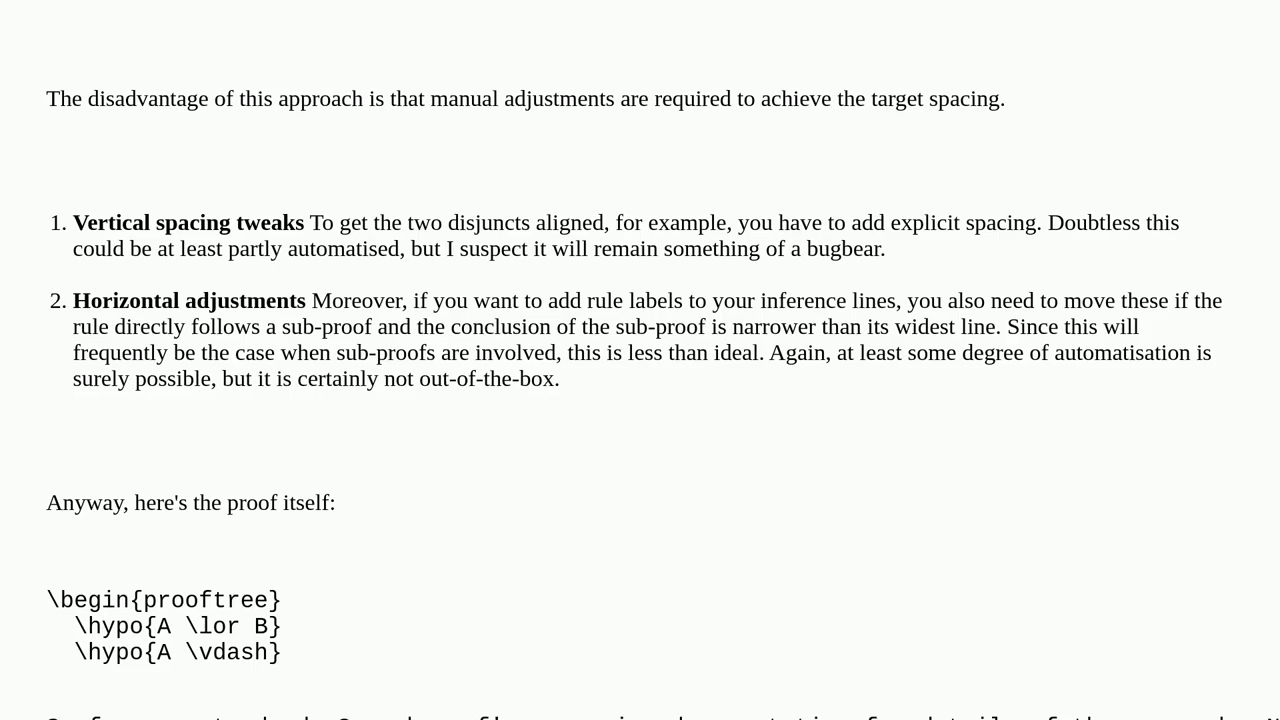 The disadvantage of this approach is that manual adjustments are required to achieve the target spacing.
1. Vertical spacing tweaks To get the two disjuncts aligned, for example, you have to add explicit spacing. Doubtless this
could be at least partly automatised, but I suspect it will remain something of a bugbear.
2. Horizontal adjustments Moreover, if you want to add rule labels to your inference lines, you also need to move these if the
rule directly follows a sub-proof and the conclusion of the sub-proof is narrower than its widest line. Since this will
frequently be the case when sub-proofs are involved, this is less than ideal. Again, at least some degree of automatisation is
surely possible, but it is certainly not out-of-the-box.
Anyway, here's the proof itself:
\begin{prooftree}
\hypo{A \lor B}
\hypo{A \vdash}